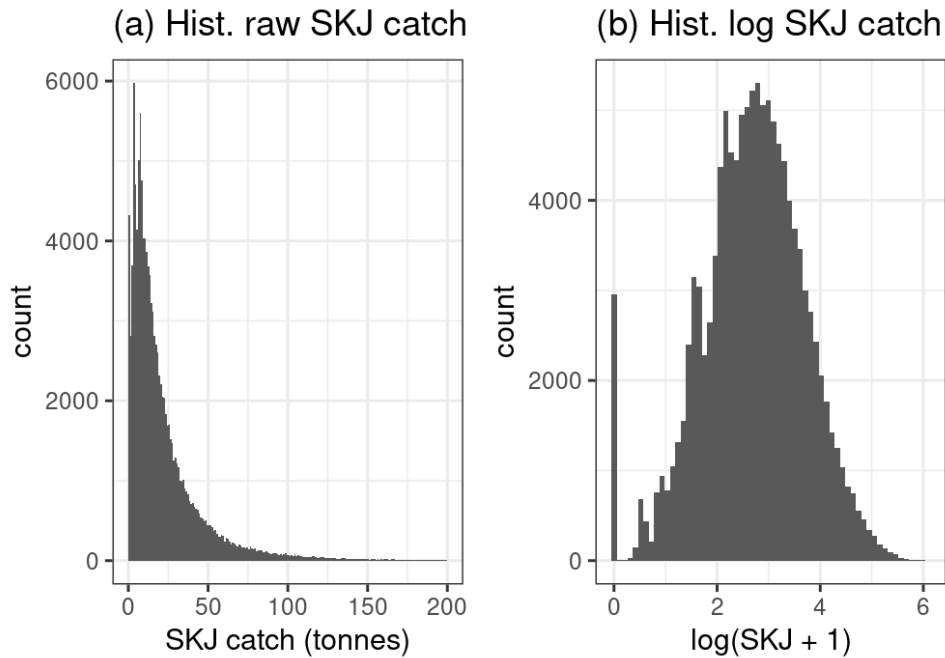 (a) Hist. raw SKJ catch
6000
4000
2000
0
count
0 50 100 150 200
SKJ catch (tonnes)
(b) Hist. log SKJ catch
4000
2000
0
count
0 2 4 6
log(SKJ + 1)